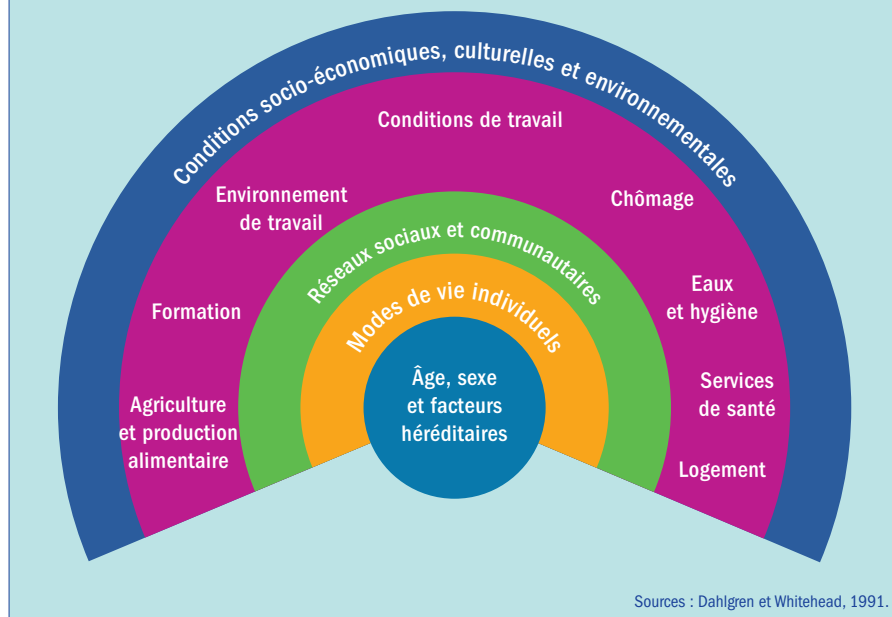 Conditions socio-économiques, culturelles et environnementales
Conditions de travail
Environnement
de travail
Chômage
Réseaux sociaux et communautaires
Modes de vie individuels
Formation
Eaux
et hygiène
Âge, sexe
et facteurs
héréditaires
Services
de santé
Agriculture
et production
alimentaire
Logement
Sources : Dahlgren et Whitehead, 1991.